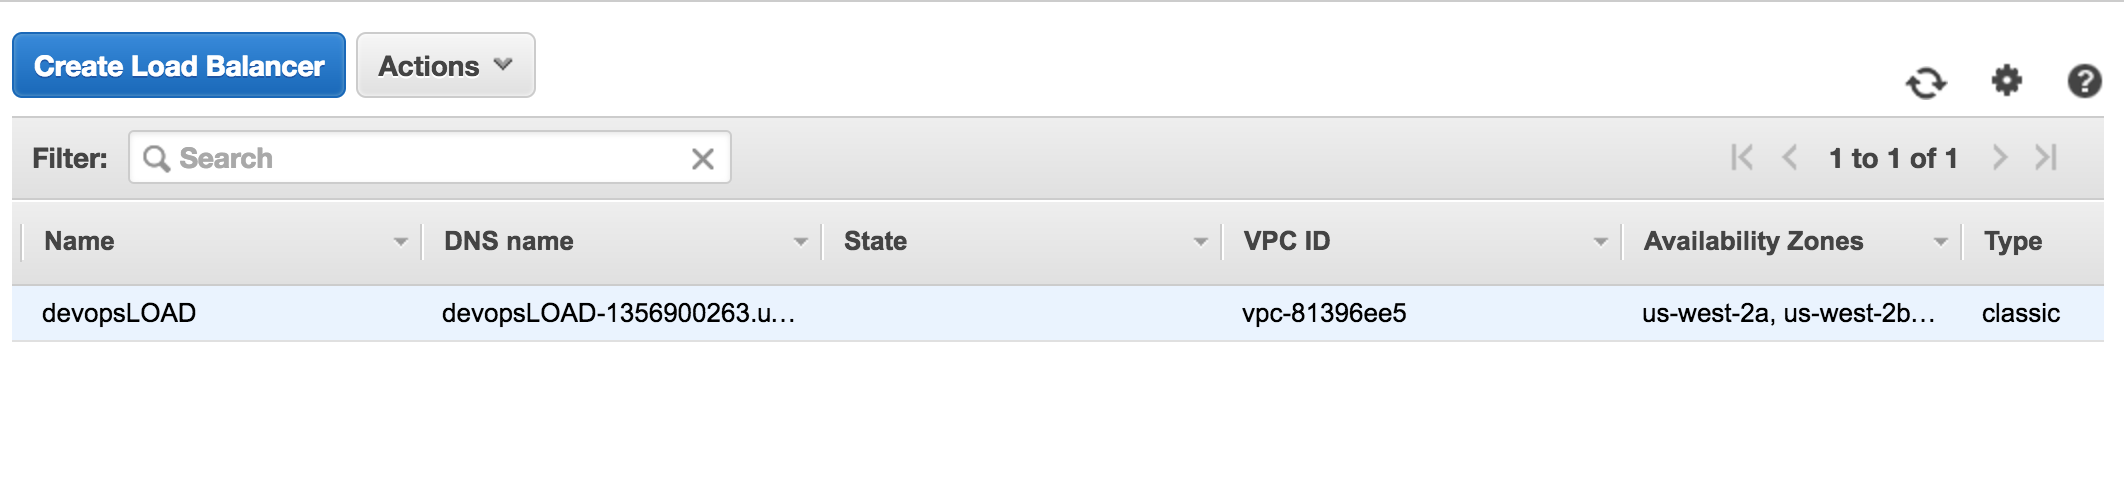 Create Load Balancer Actions
Filter: Search 1 to 1 of 1
Name DNS name State VPC ID Availability Zones Type
devopsLOAD devopsLOAD-1356900263.u... vpc-81396ee5 us-west-2a, us-west-2b... classic